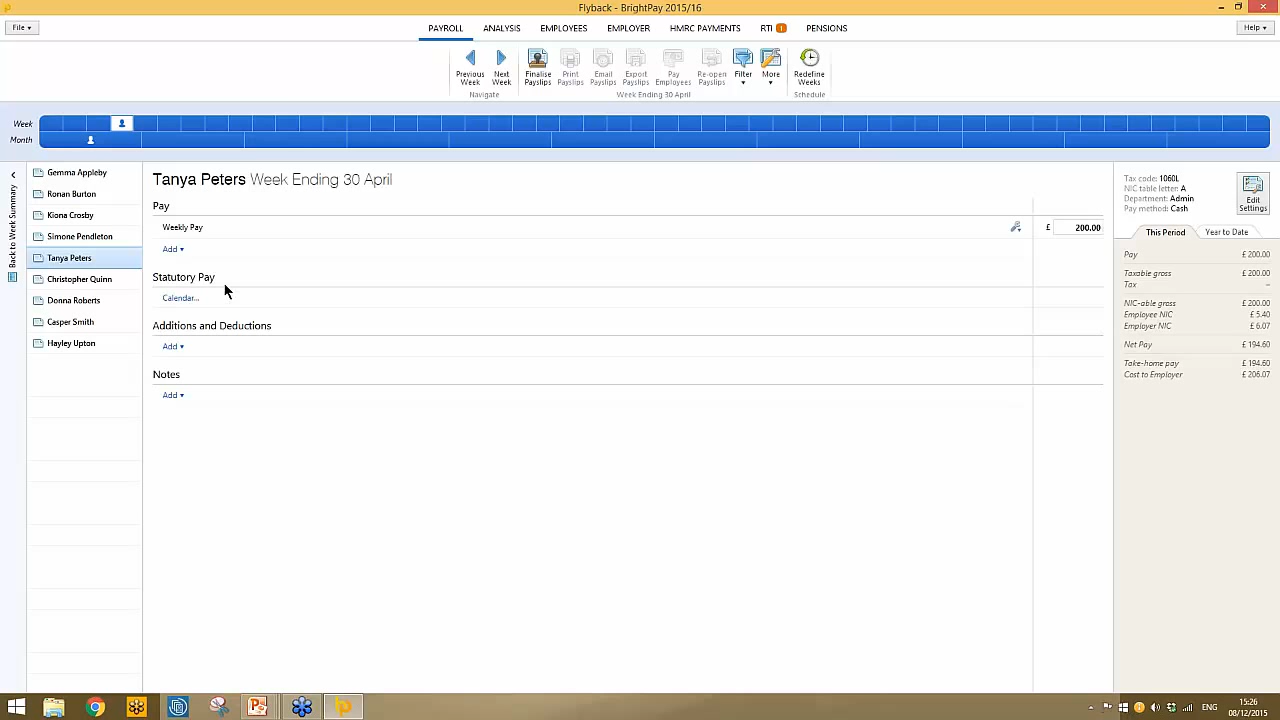 Flyback - BrightPay 2015/16
File
PAYROLL ANALYSIS EMPLOYEES EMPLOYER HMRC PAYMENTS RTI 1 PENSIONS
Help
Previous Week
Next Week
Finalise Payslips
Print Payslips
Email Payslips
Export Payslips
Pay Employees
Re-open Payslips
Filter
More
Redefine Weeks
Navigate
Week Ending 30 April
Schedule
Week
Month
Back to Week Summary
Gemma Appleby
Ronan Burton
Kiona Crosby
Simone Pendleton
Tanya Peters
Christopher Quinn
Donna Roberts
Casper Smith
Hayley Upton
Tanya Peters Week Ending 30 April
Pay
Weekly Pay £ 200.00
Add
Statutory Pay
Calendar...
Additions and Deductions
Add
Notes
Add
Tax code: 1060L
NIC table letter: A
Department: Admin
Pay method: Cash
Edit Settings
This Period Year to Date
Pay £ 200.00
Taxable gross £ 200.00
Tax –
NIC-able gross £ 200.00
Employee NIC £ 5.40
Employer NIC £ 6.07
Net Pay £ 194.60
Take-home pay £ 194.60
Cost to Employer £ 206.07
ENG
15:26
08/12/2015